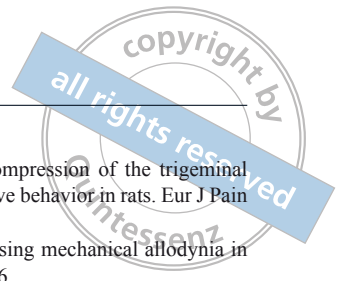 copyright by
all rights reserved
Quintessenz
ompression of the trigeminal
ve behavior in rats. Eur J Pain
sing mechanical allodynia in
6